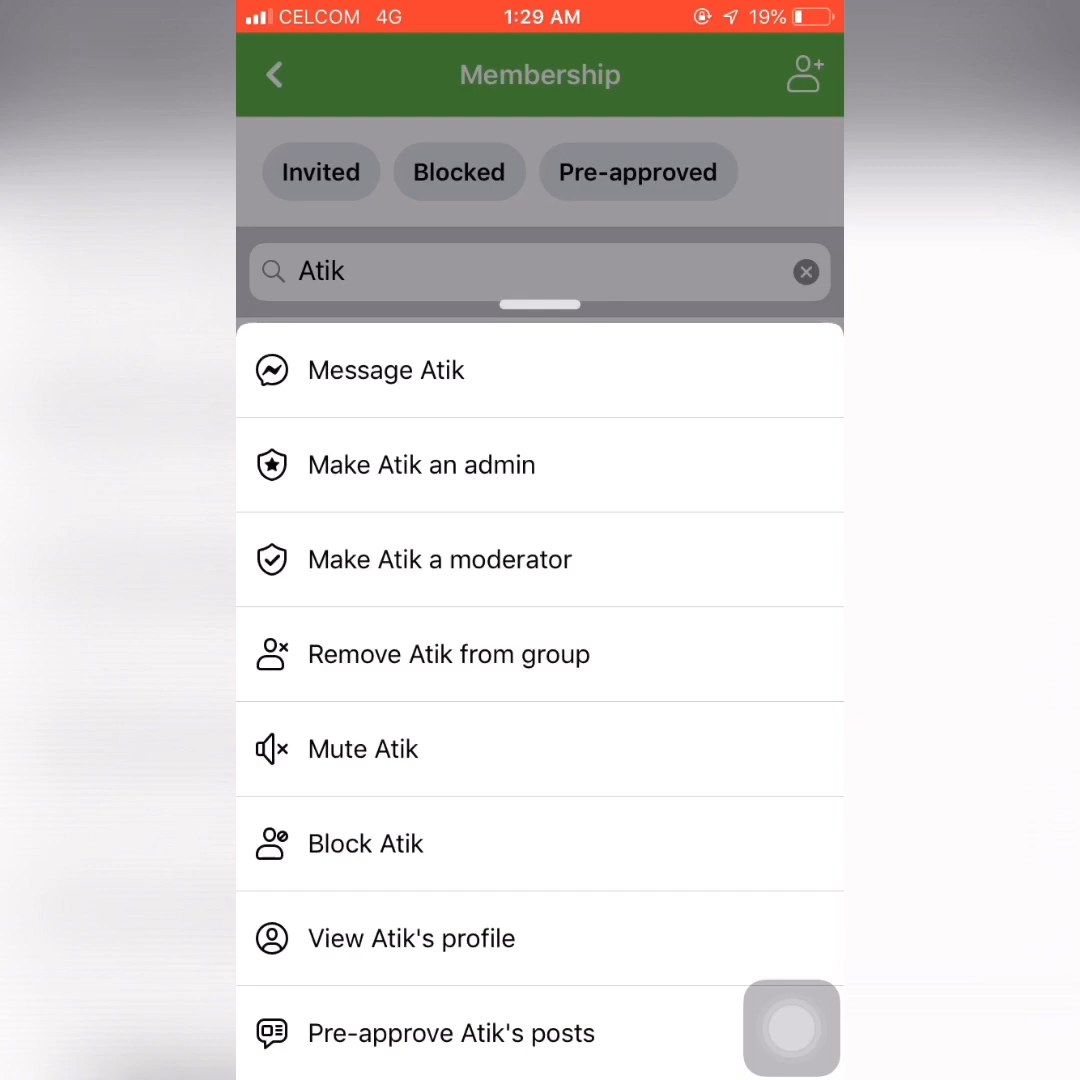 CELCOM 4G 1:29 AM 19%
Membership
Invited Blocked Pre-approved
Atik
Message Atik
Make Atik an admin
Make Atik a moderator
Remove Atik from group
Mute Atik
Block Atik
View Atik's profile
Pre-approve Atik's posts